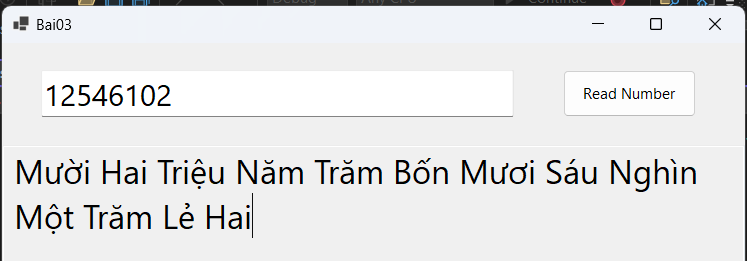 Bai03
12546102
Read Number
Mười Hai Triệu Năm Trăm Bốn Mươi Sáu Nghìn
Một Trăm Lẻ Hai